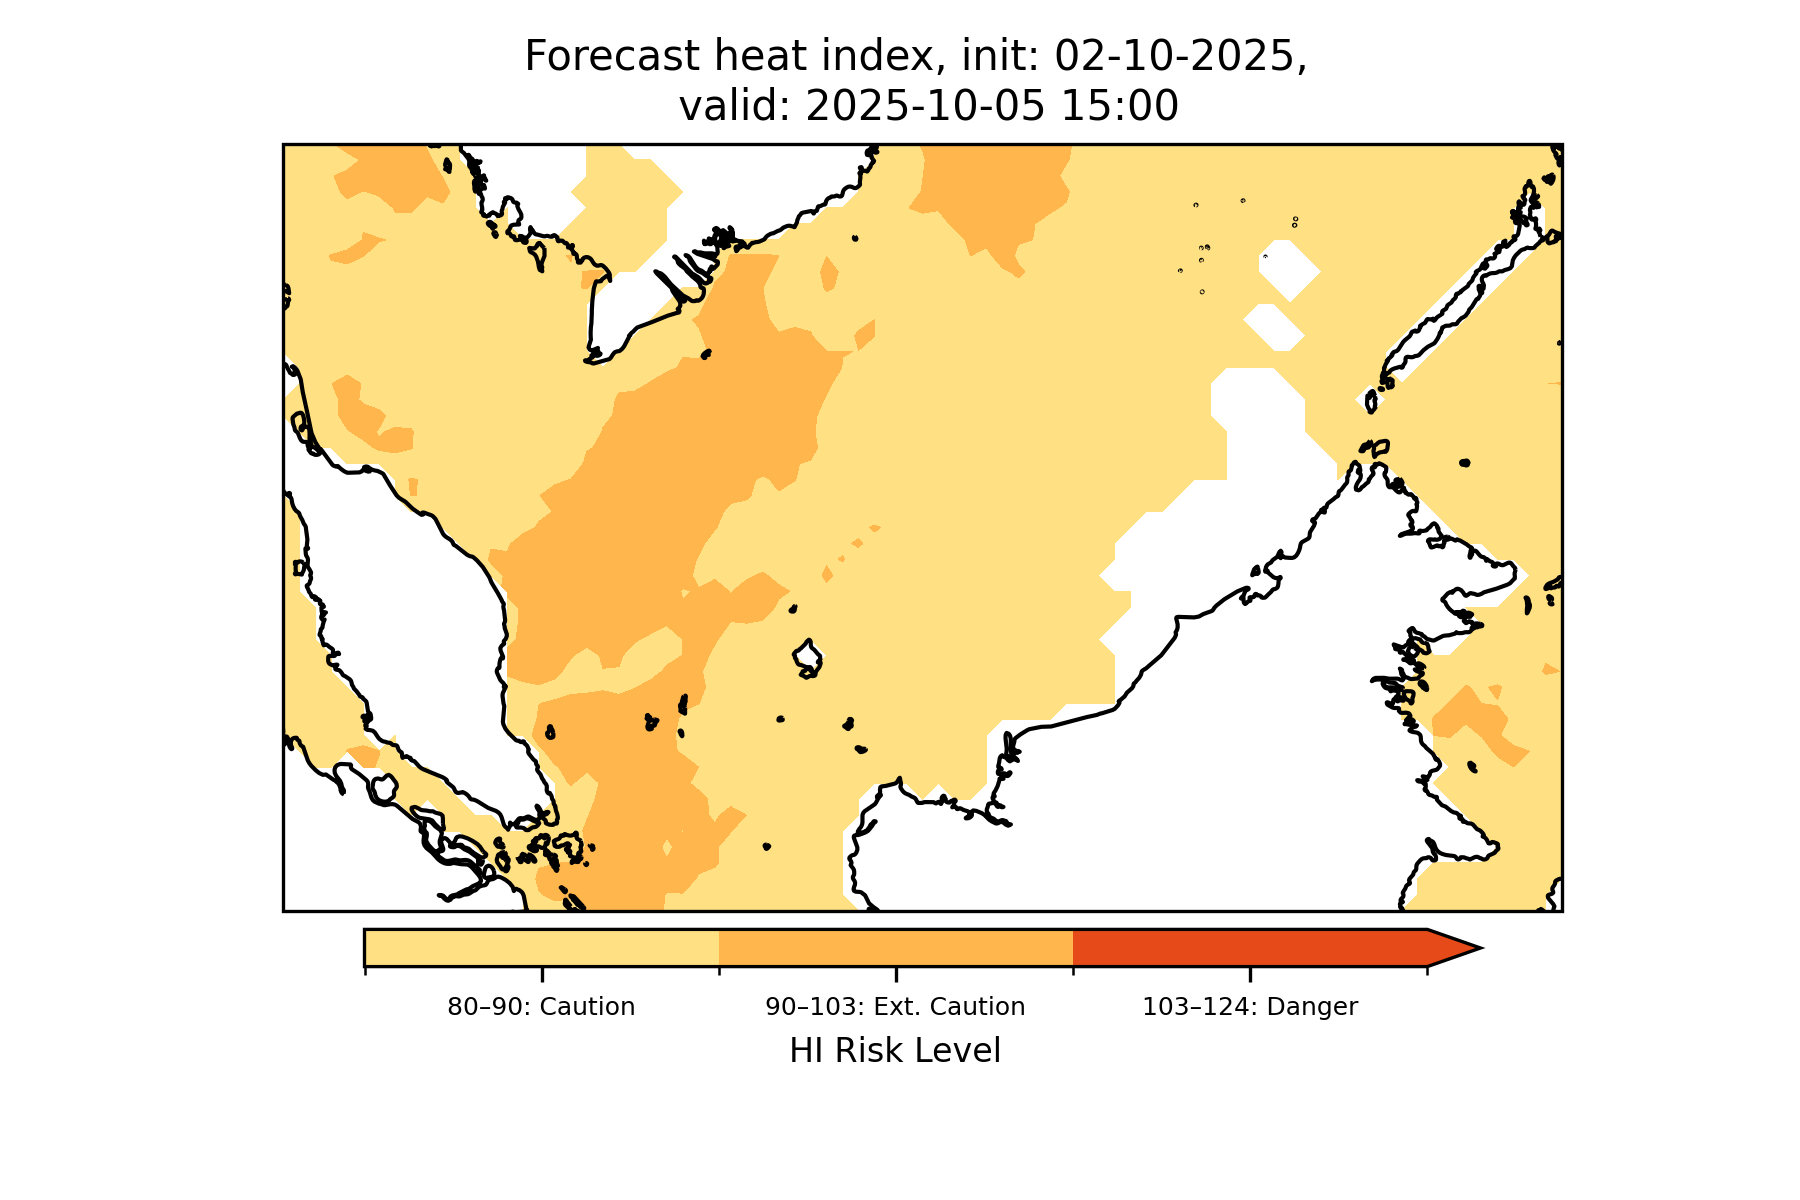 Forecast heat index, init: 02-10-2025,
valid: 2025-10-05 15:00
80–90: Caution
90–103: Ext. Caution
103–124: Danger
HI Risk Level